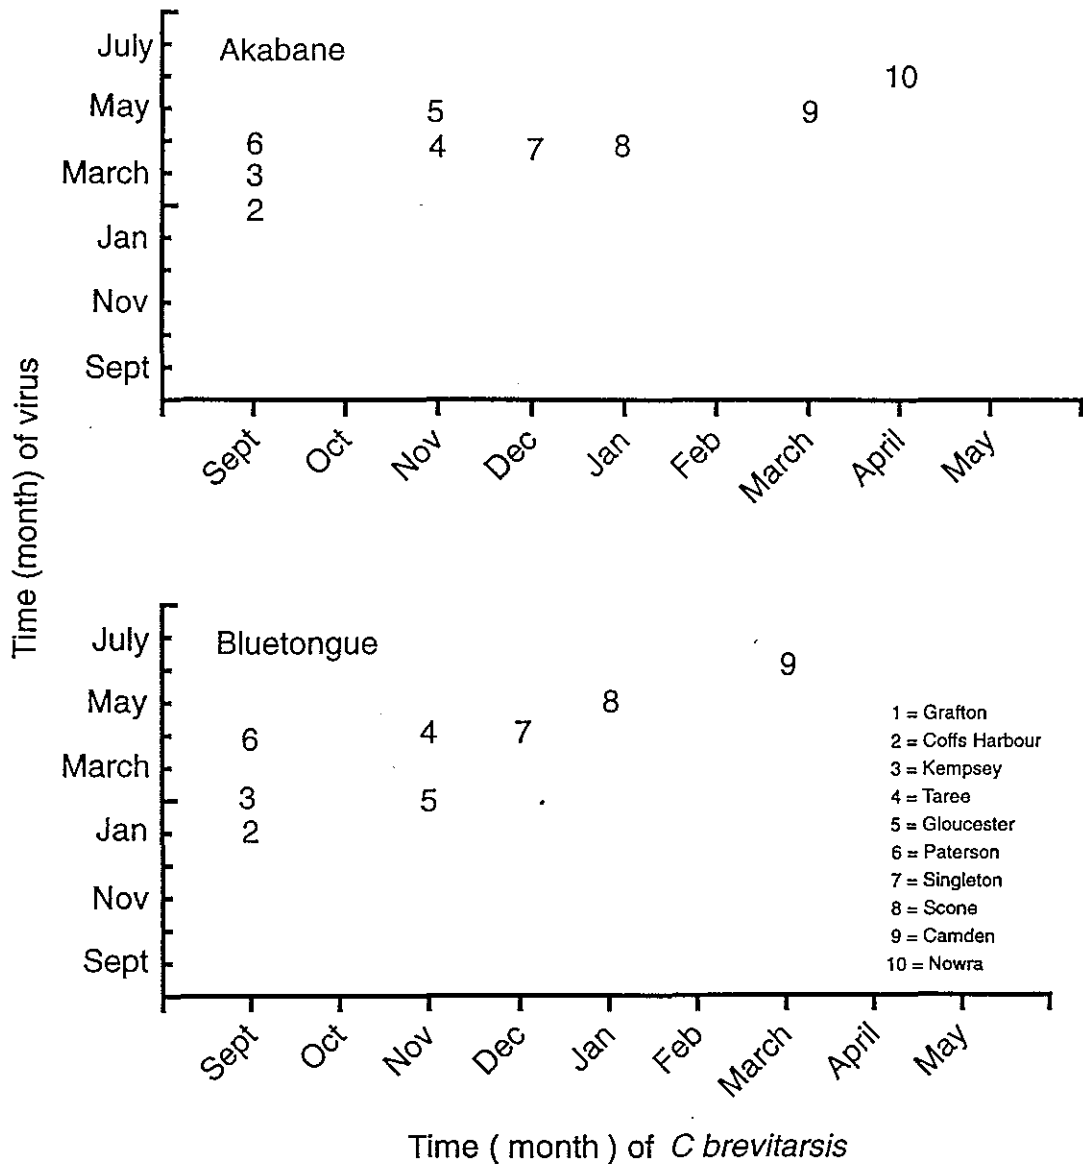 July
Akabane
10
May
5
9
6
4
7
8
March
3
2
Jan
Nov
Sept
Sept
Oct
Nov
Dec
Jan
Feb
March
April
May
Time (month) of virus
July
Bluetongue
9
May
8
6
4
7
March
3
5
Jan
2
Nov
Sept
1 = Grafton
2 = Coffs Harbour
3 = Kempsey
4 = Taree
5 = Gloucester
6 = Paterson
7 = Singleton
8 = Scone
9 = Camden
10 = Nowra
Sept
Oct
Nov
Dec
Jan
Feb
March
April
May
Time ( month ) of C brevitarsis